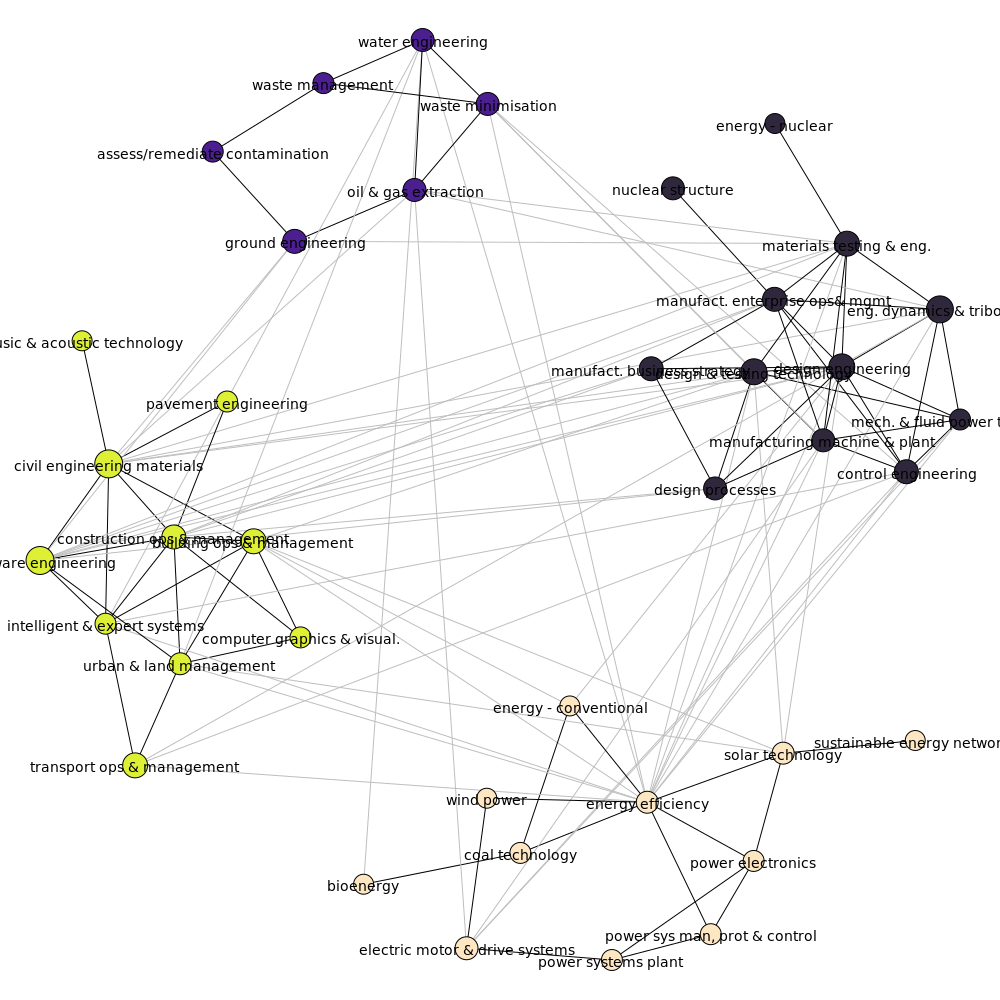 water engineering
waste management
waste minimisation
energy - nuclear
assess/remediate contamination
nuclear structure
oil & gas extraction
ground engineering
materials testing & eng.
manufact. enterprise ops& mgmt
eng. dynamics & tribo
usic & acoustic technology
manufact. business strategy
design & testing technology
design engineering
pavement engineering
mech. & fluid power t
manufacturing machine & plant
civil engineering materials
control engineering
design processes
construction ops & management
building ops & management
ware engineering
intelligent & expert systems
computer graphics & visual.
urban & land management
energy - conventional
sustainable energy networ
solar technology
transport ops & management
wind power
energy efficiency
coal technology
power electronics
bioenergy
power sys man, prot & control
electric motor & drive systems
power systems plant